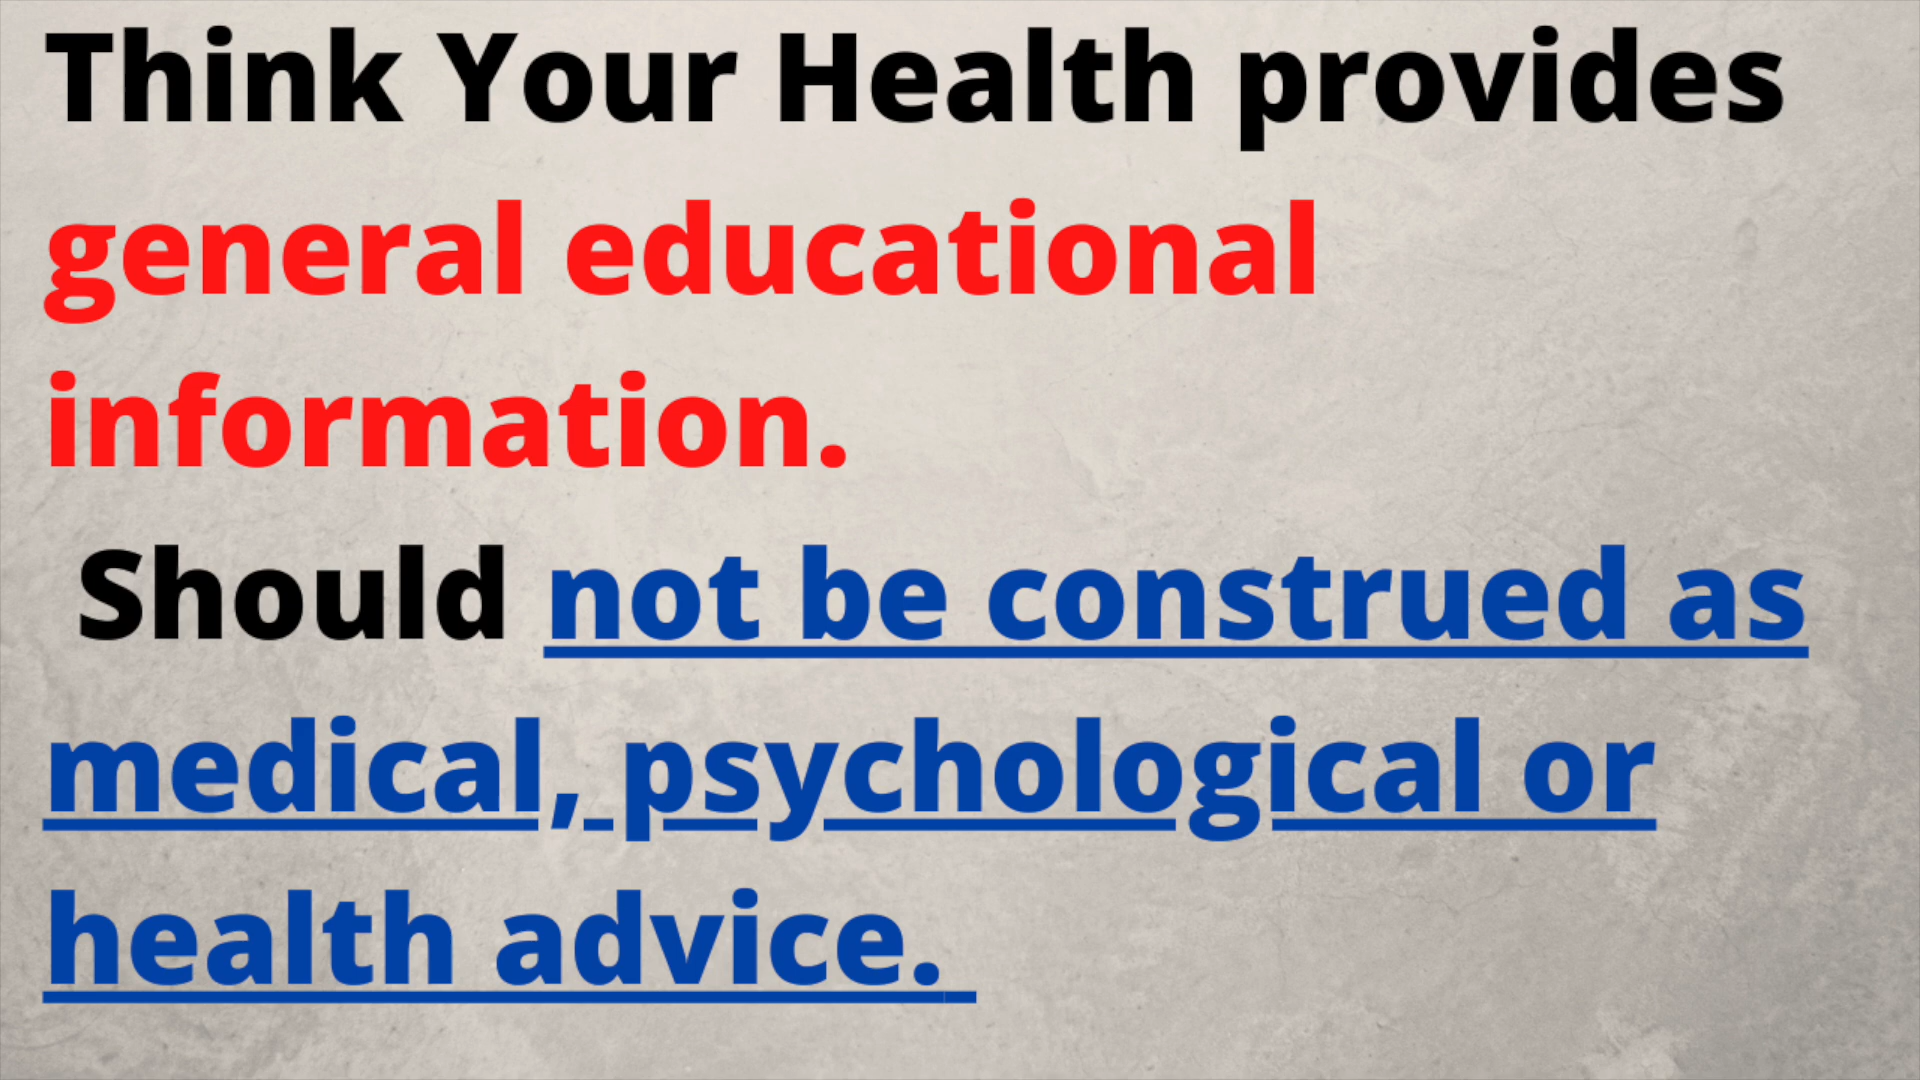 Think Your Health provides
general educational
information.
Should not be construed as
medical, psychological or
health advice.